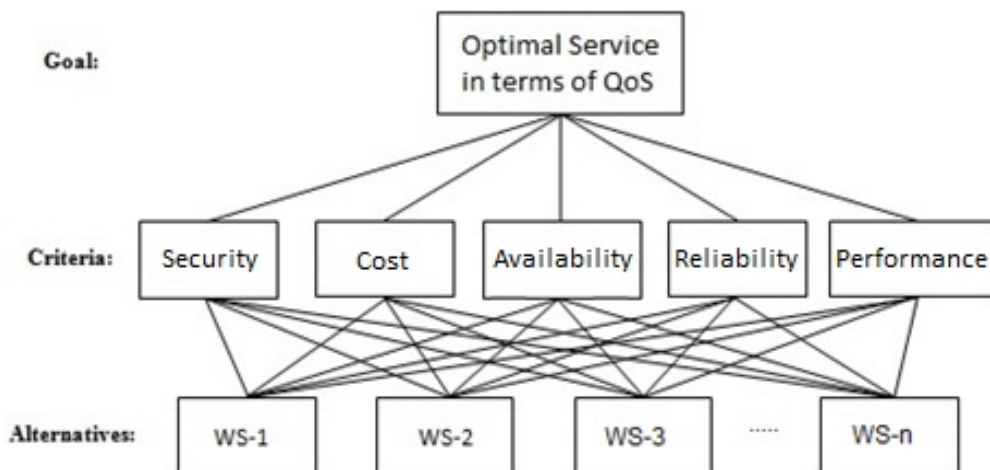 Goal:
Optimal Service
in terms of QoS
Criteria:
Security
Cost
Availability
Reliability
Performance
Alternatives:
WS-1
WS-2
WS-3
.....
WS-n